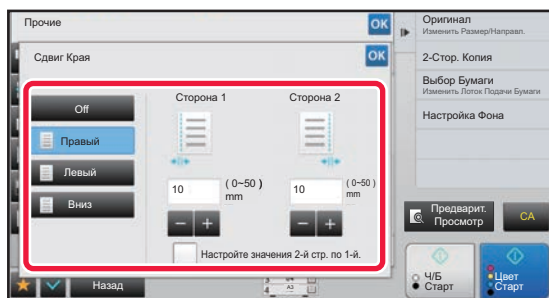 Прочие
OK
Сдвиг Края
OK
Off
Правый
Левый
Вниз
Сторона 1
10
( 0~50 )
mm
Сторона 2
10
( 0~50 )
mm
Настройте значения 2-й стр. по 1-й.
Назад
A3
Оригинал
Изменить Размер/Направл.
2-Стор. Копия
Выбор Бумаги
Изменить Лоток Подачи Бумаги
Настройка Фона
Предварит.
Просмотр
CA
Ч/Б
Старт
Цвет
Старт